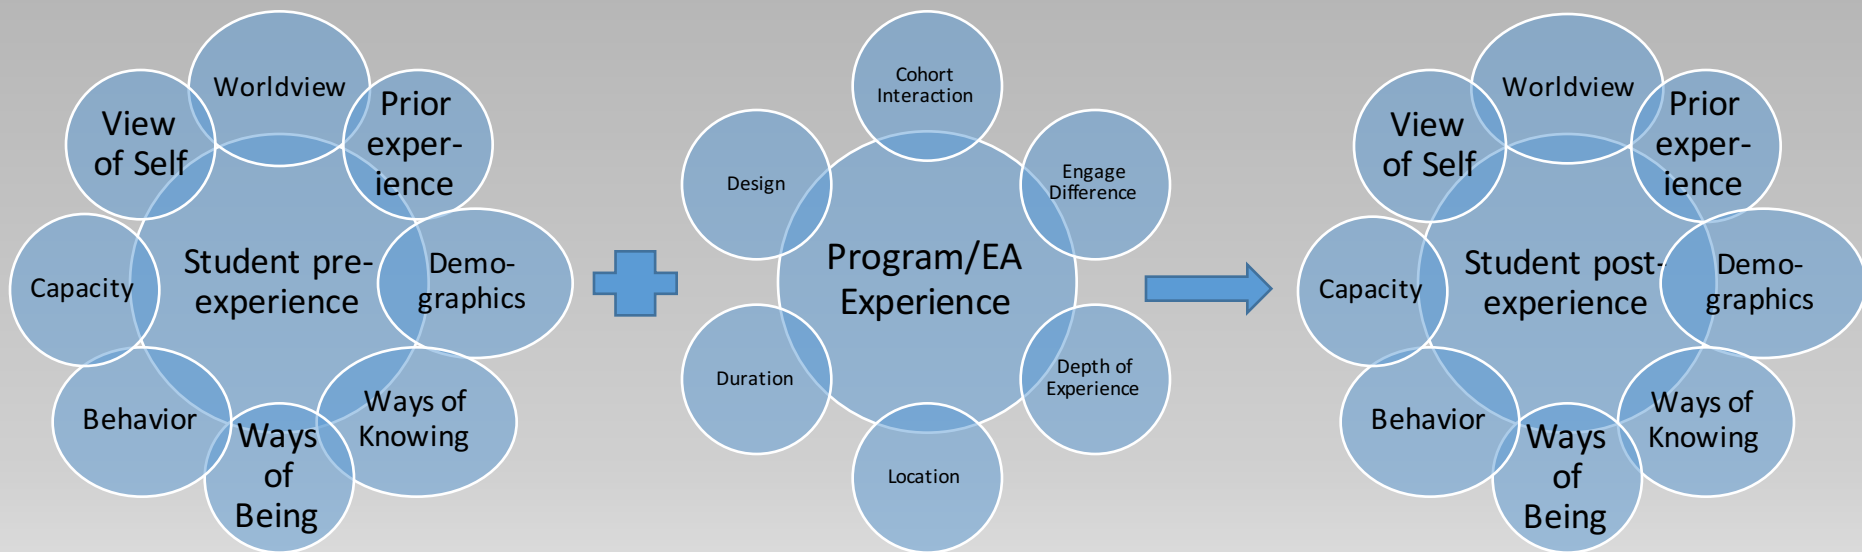 Worldview
Prior
exper-
ience
View
of Self
Student pre-
experience
Demo-
graphics
Capacity
Behavior
Ways of
Knowing
Ways
of
Being
Cohort
Interaction
Design
Engage
Difference
Program/EA
Experience
Duration
Depth of
Experience
Location
Worldview
Prior
exper-
ience
View
of Self
Student post-
experience
Demo-
graphics
Capacity
Behavior
Ways of
Knowing
Ways
of
Being